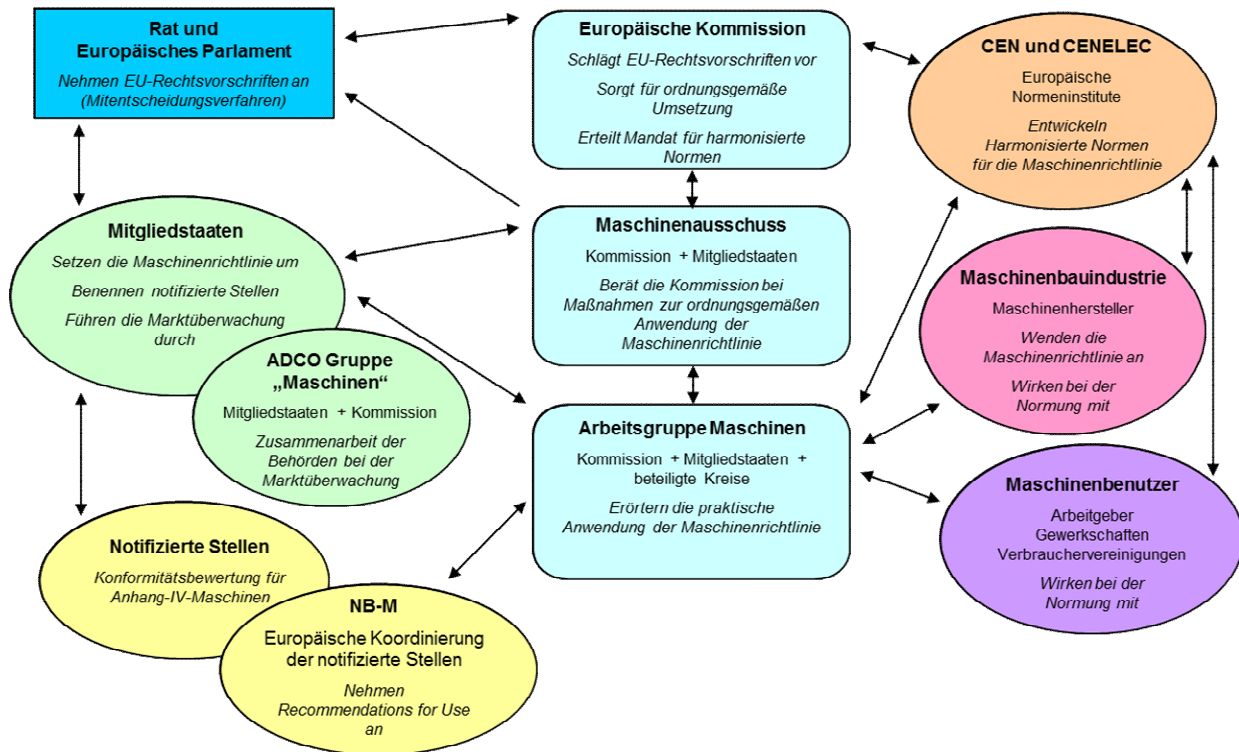 Rat und
Europäisches Parlament
Nehmen EU-Rechtsvorschriften an
(Mitentscheidungsverfahren)
Europäische Kommission
Schlägt EU-Rechtsvorschriften vor
Sorgt für ordnungsgemäße
Umsetzung
Erteilt Mandat für harmonisierte
Normen
CEN und CENELEC
Europäische
Normeninstitute
Entwickeln
Harmonisierte Normen
für die Maschinenrichtlinie
Mitgliedstaaten
Setzen die Maschinenrichtlinie um
Benennen notifizierte Stellen
Führen die Marktüberwachung
durch
Maschinenausschuss
Kommission + Mitgliedstaaten
Berät die Kommission bei
Maßnahmen zur ordnungsgemäßen
Anwendung der
Maschinenrichtlinie
Maschinenbauindustrie
Maschinenhersteller
Wenden die
Maschinenrichtlinie an
Wirken bei der
Normung mit
ADCO Gruppe
„Maschinen“
Mitgliedstaaten + Kommission
Zusammenarbeit der
Behörden bei der
Marktüberwachung
Arbeitsgruppe Maschinen
Kommission + Mitgliedstaaten +
beteiligte Kreise
Erörtern die praktische
Anwendung der Maschinenrichtlinie
Maschinenbenutzer
Arbeitgeber
Gewerkschaften
Verbrauchervereinigungen
Wirken bei der
Normung mit
Notifizierte Stellen
Konformitätsbewertung für
Anhang-IV-Maschinen
NB-M
Europäische Koordinierung
der notifizierte Stellen
Nehmen
Recommendations for Use
an